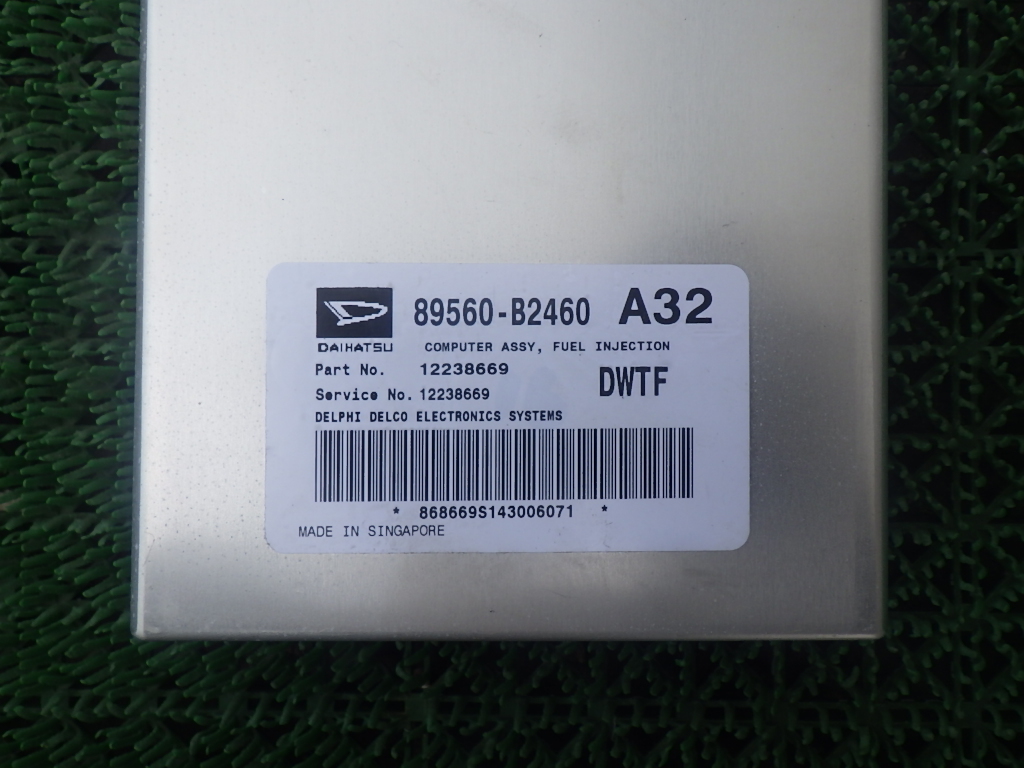 89560-B2460 A32
DAIHATSU COMPUTER ASSY, FUEL INJECTION
Part No. 12238669
DWTF
Service No. 12238669
DELPHI DELCO ELECTRONICS SYSTEMS
* 868669S143006071 *
MADE IN SINGAPORE